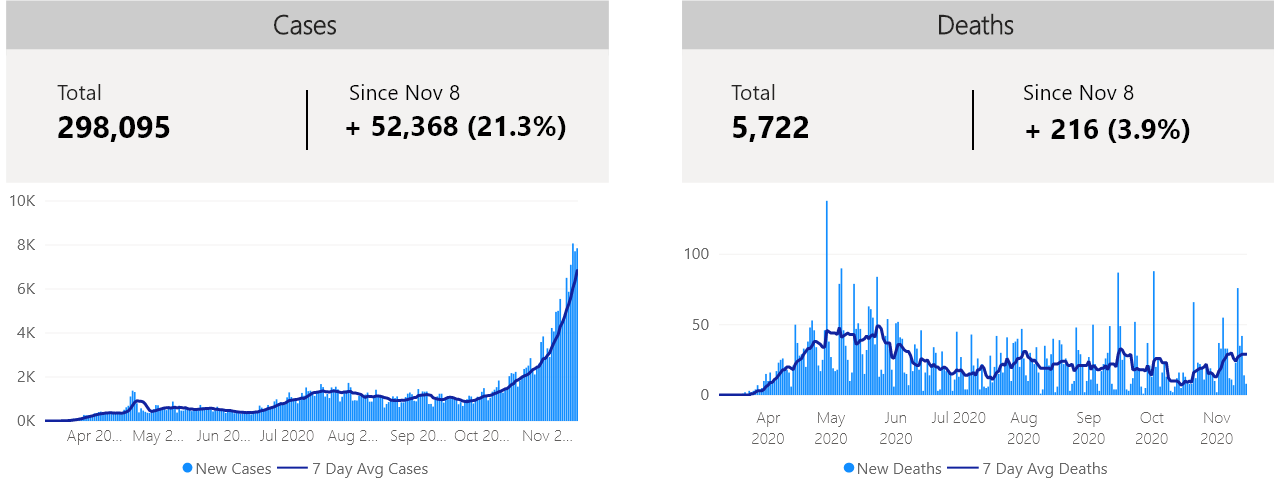 Cases
Total
298,095
Since Nov 8
+ 52,368 (21.3%)
10K
8K
6K
4K
2K
0K
Apr 20... May 2... Jun 20... Jul 2020 Aug 2... Sep 20... Oct 20... Nov 2...
New Cases 7 Day Avg Cases
Deaths
Total
5,722
Since Nov 8
+ 216 (3.9%)
100
50
0
Apr May Jun Jul 2020 Aug Sep Oct Nov
2020 2020 2020 2020 2020 2020 2020
New Deaths 7 Day Avg Deaths